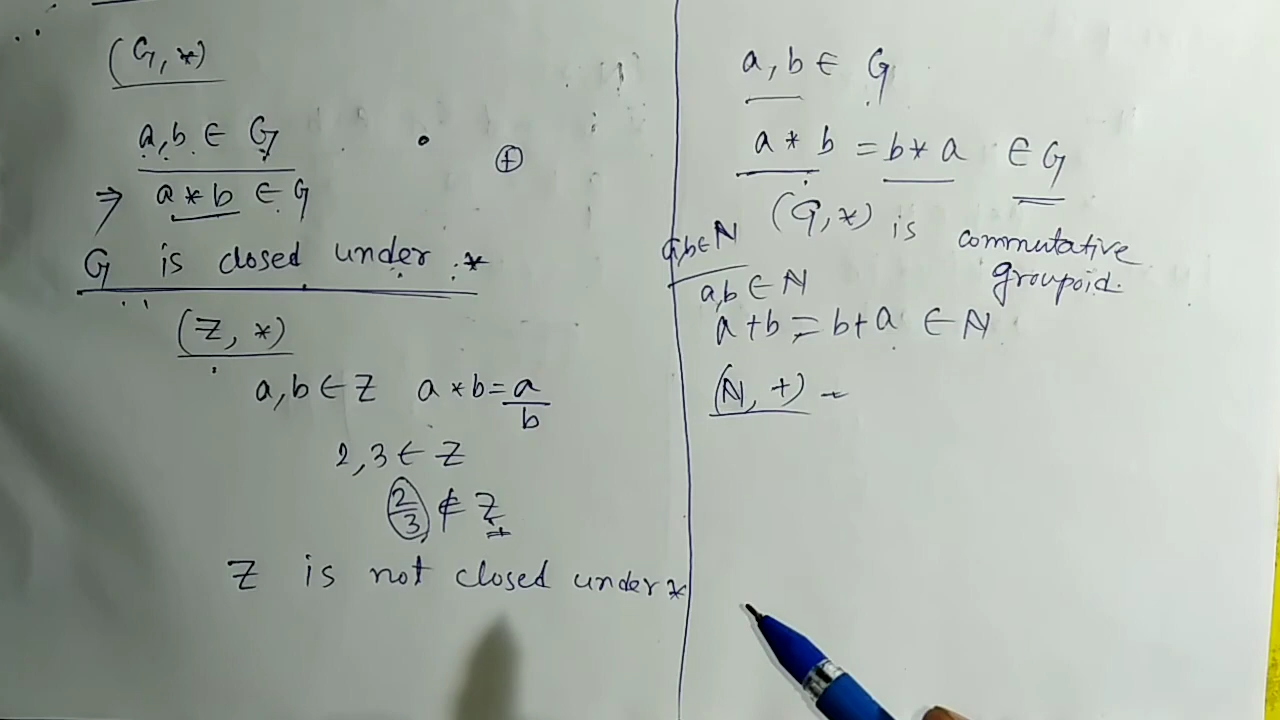 (G, *)
a, b ∈ G
⇒ a * b ∈ G
G is closed under *
(Z, *)
a, b ∈ Z a * b = a/b
2, 3 ∈ Z
2/3 ∉ Z
Z is not closed under *
⊕
a, b ∈ G
a * b = b * a ∈ G
(G, *) is commutative
groupoid.
a,b ∈ N
a, b ∈ N
a + b = b + a ∈ N
(N, +) -